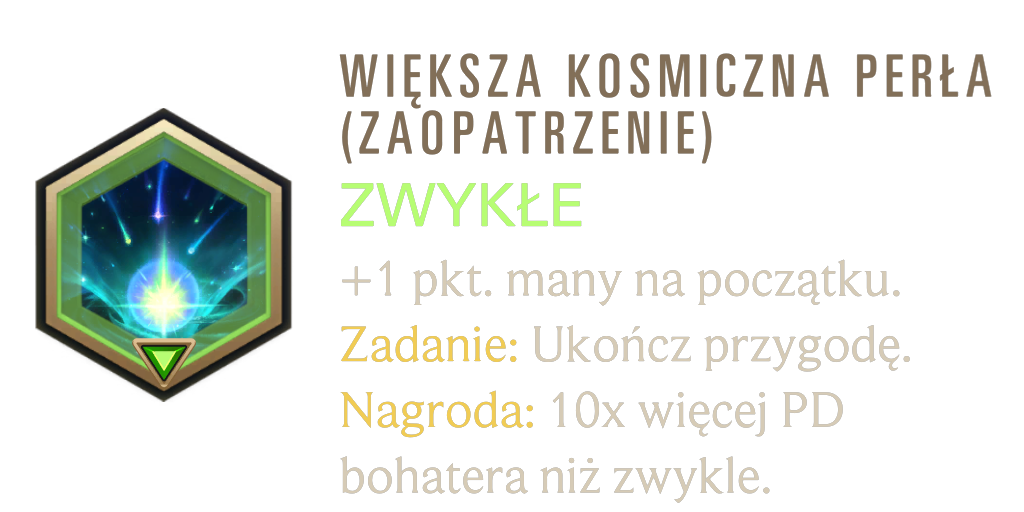 WIĘKSZA KOSMICZNA PERŁA
(ZAOPATRZENIE)
ZWYKŁE
+1 pkt. many na początku.
Zadanie: Ukończ przygodę.
Nagroda: 10x więcej PD
bohatera niż zwykle.